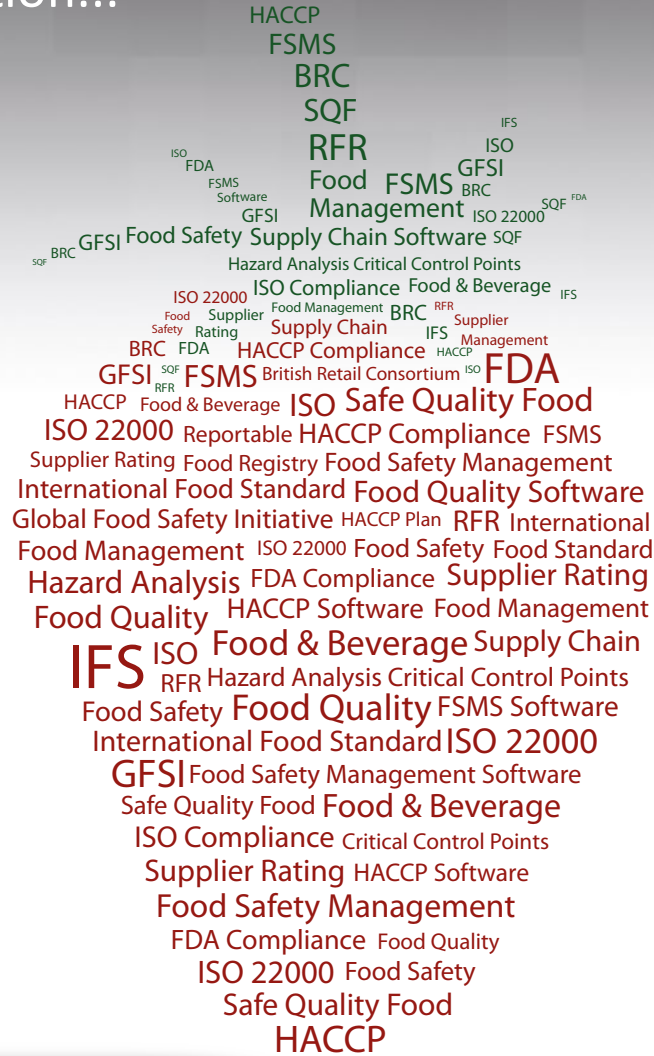 tion...
HACCP
FSMS
BRC
SQF
IFS
RFR
ISO
ISO
FDA
GFSI
FSMS
Food
FSMS
BRC
Software
Management
SQF
FDA
GFSI
ISO 22000
BRC
GFSI
Food Safety
Supply Chain Software
SQF
SQF
Hazard Analysis Critical Control Points
ISO Compliance
Food & Beverage
IFS
ISO 22000
Food Management
BRC
RFR
Food
Safety
Supplier
Rating
Supply Chain
IFS
Supplier
Management
BRC
FDA
HACCP Compliance
HACCP
GFSI
SQF
RFR
FSMS
British Retail Consortium
ISO
FDA
HACCP
Food & Beverage
ISO
Safe Quality Food
ISO 22000 Reportable HACCP Compliance FSMS
Supplier Rating Food Registry Food Safety Management
International Food Standard Food Quality Software
Global Food Safety Initiative HACCP Plan RFR International
Food Management ISO 22000 Food Safety Food Standard
Hazard Analysis FDA Compliance Supplier Rating
Food Quality HACCP Software Food Management
IFS ISO Food & Beverage Supply Chain
RFR Hazard Analysis Critical Control Points
Food Safety Food Quality FSMS Software
International Food Standard ISO 22000
GFSI Food Safety Management Software
Safe Quality Food Food & Beverage
ISO Compliance Critical Control Points
Supplier Rating HACCP Software
Food Safety Management
FDA Compliance Food Quality
ISO 22000 Food Safety
Safe Quality Food
HACCP